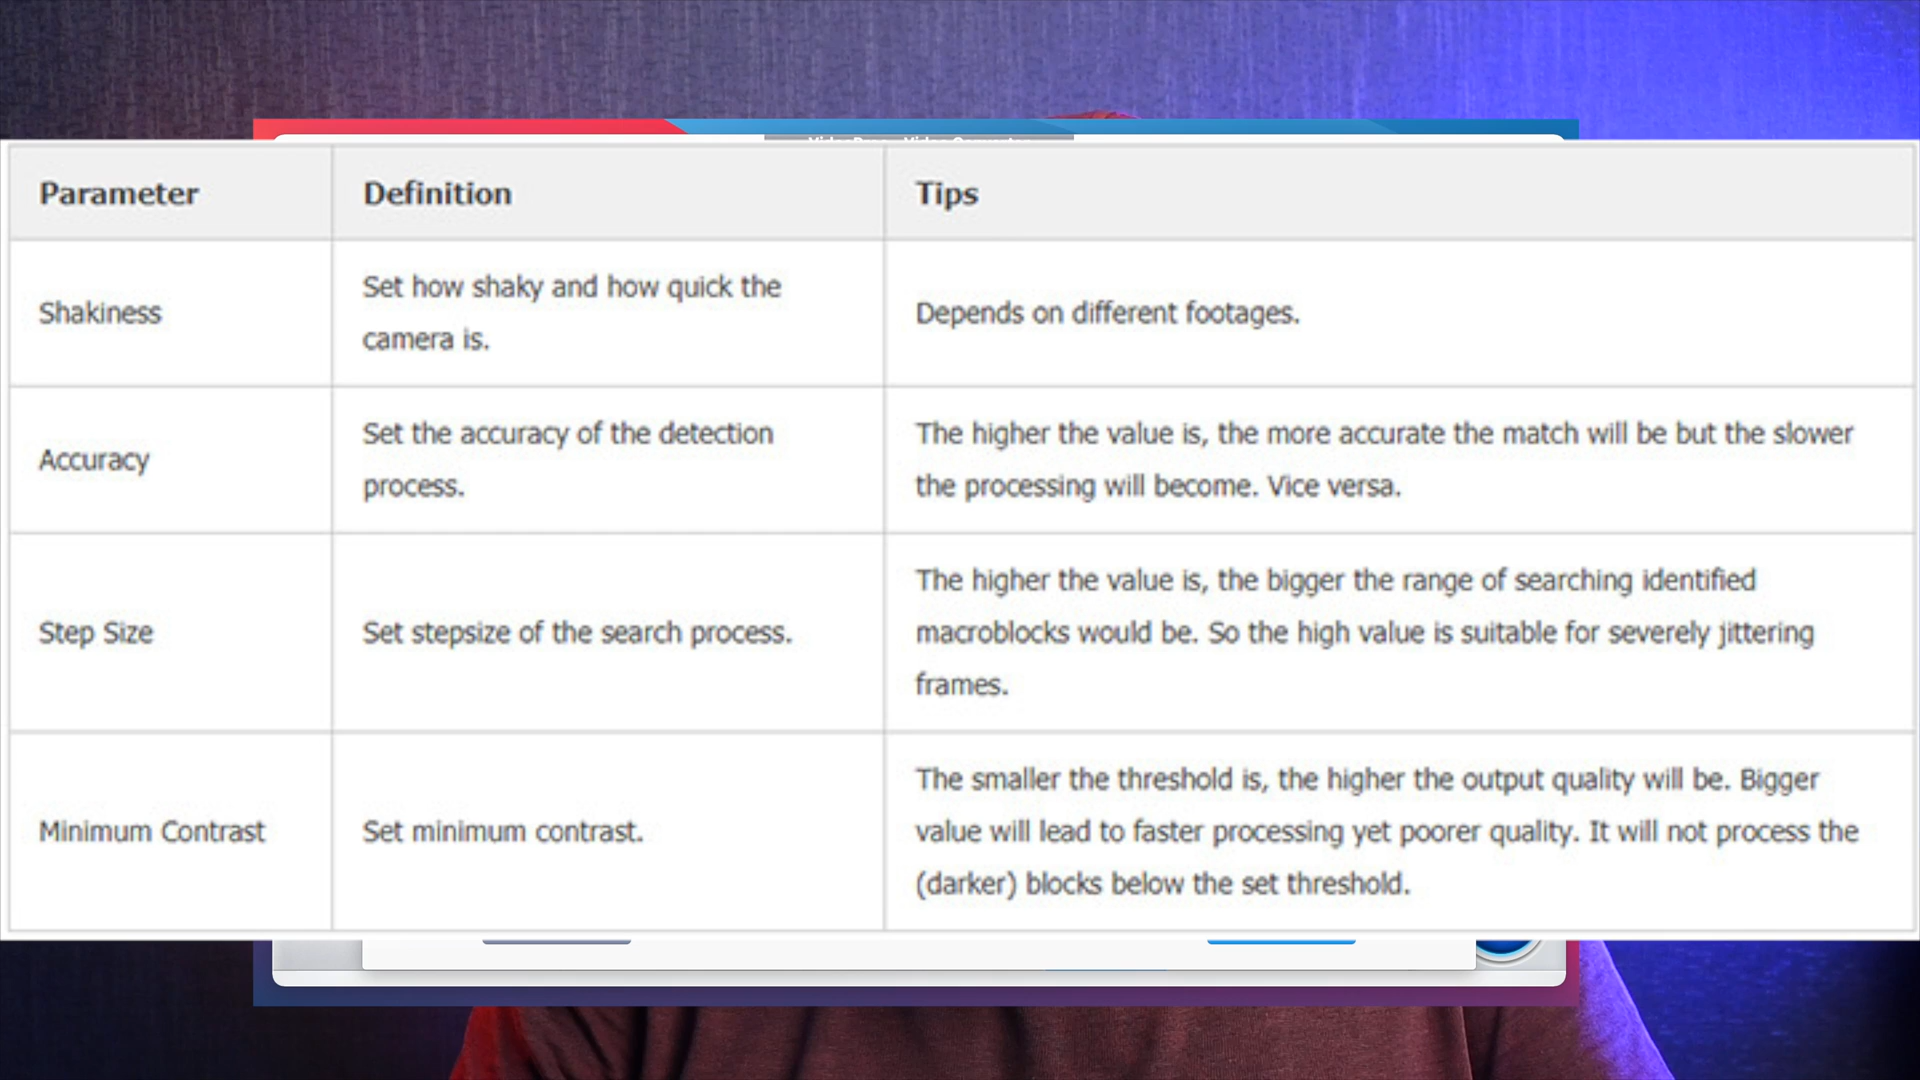 Parameter
Definition
Tips
Shakiness
Set how shaky and how quick the
camera is.
Depends on different footages.
Accuracy
Set the accuracy of the detection
process.
The higher the value is, the more accurate the match will be but the slower
the processing will become. Vice versa.
Step Size
Set stepsize of the search process.
The higher the value is, the bigger the range of searching identified
macroblocks would be. So the high value is suitable for severely jittering
frames.
Minimum Contrast
Set minimum contrast.
The smaller the threshold is, the higher the output quality will be. Bigger
value will lead to faster processing yet poorer quality. It will not process the
(darker) blocks below the set threshold.